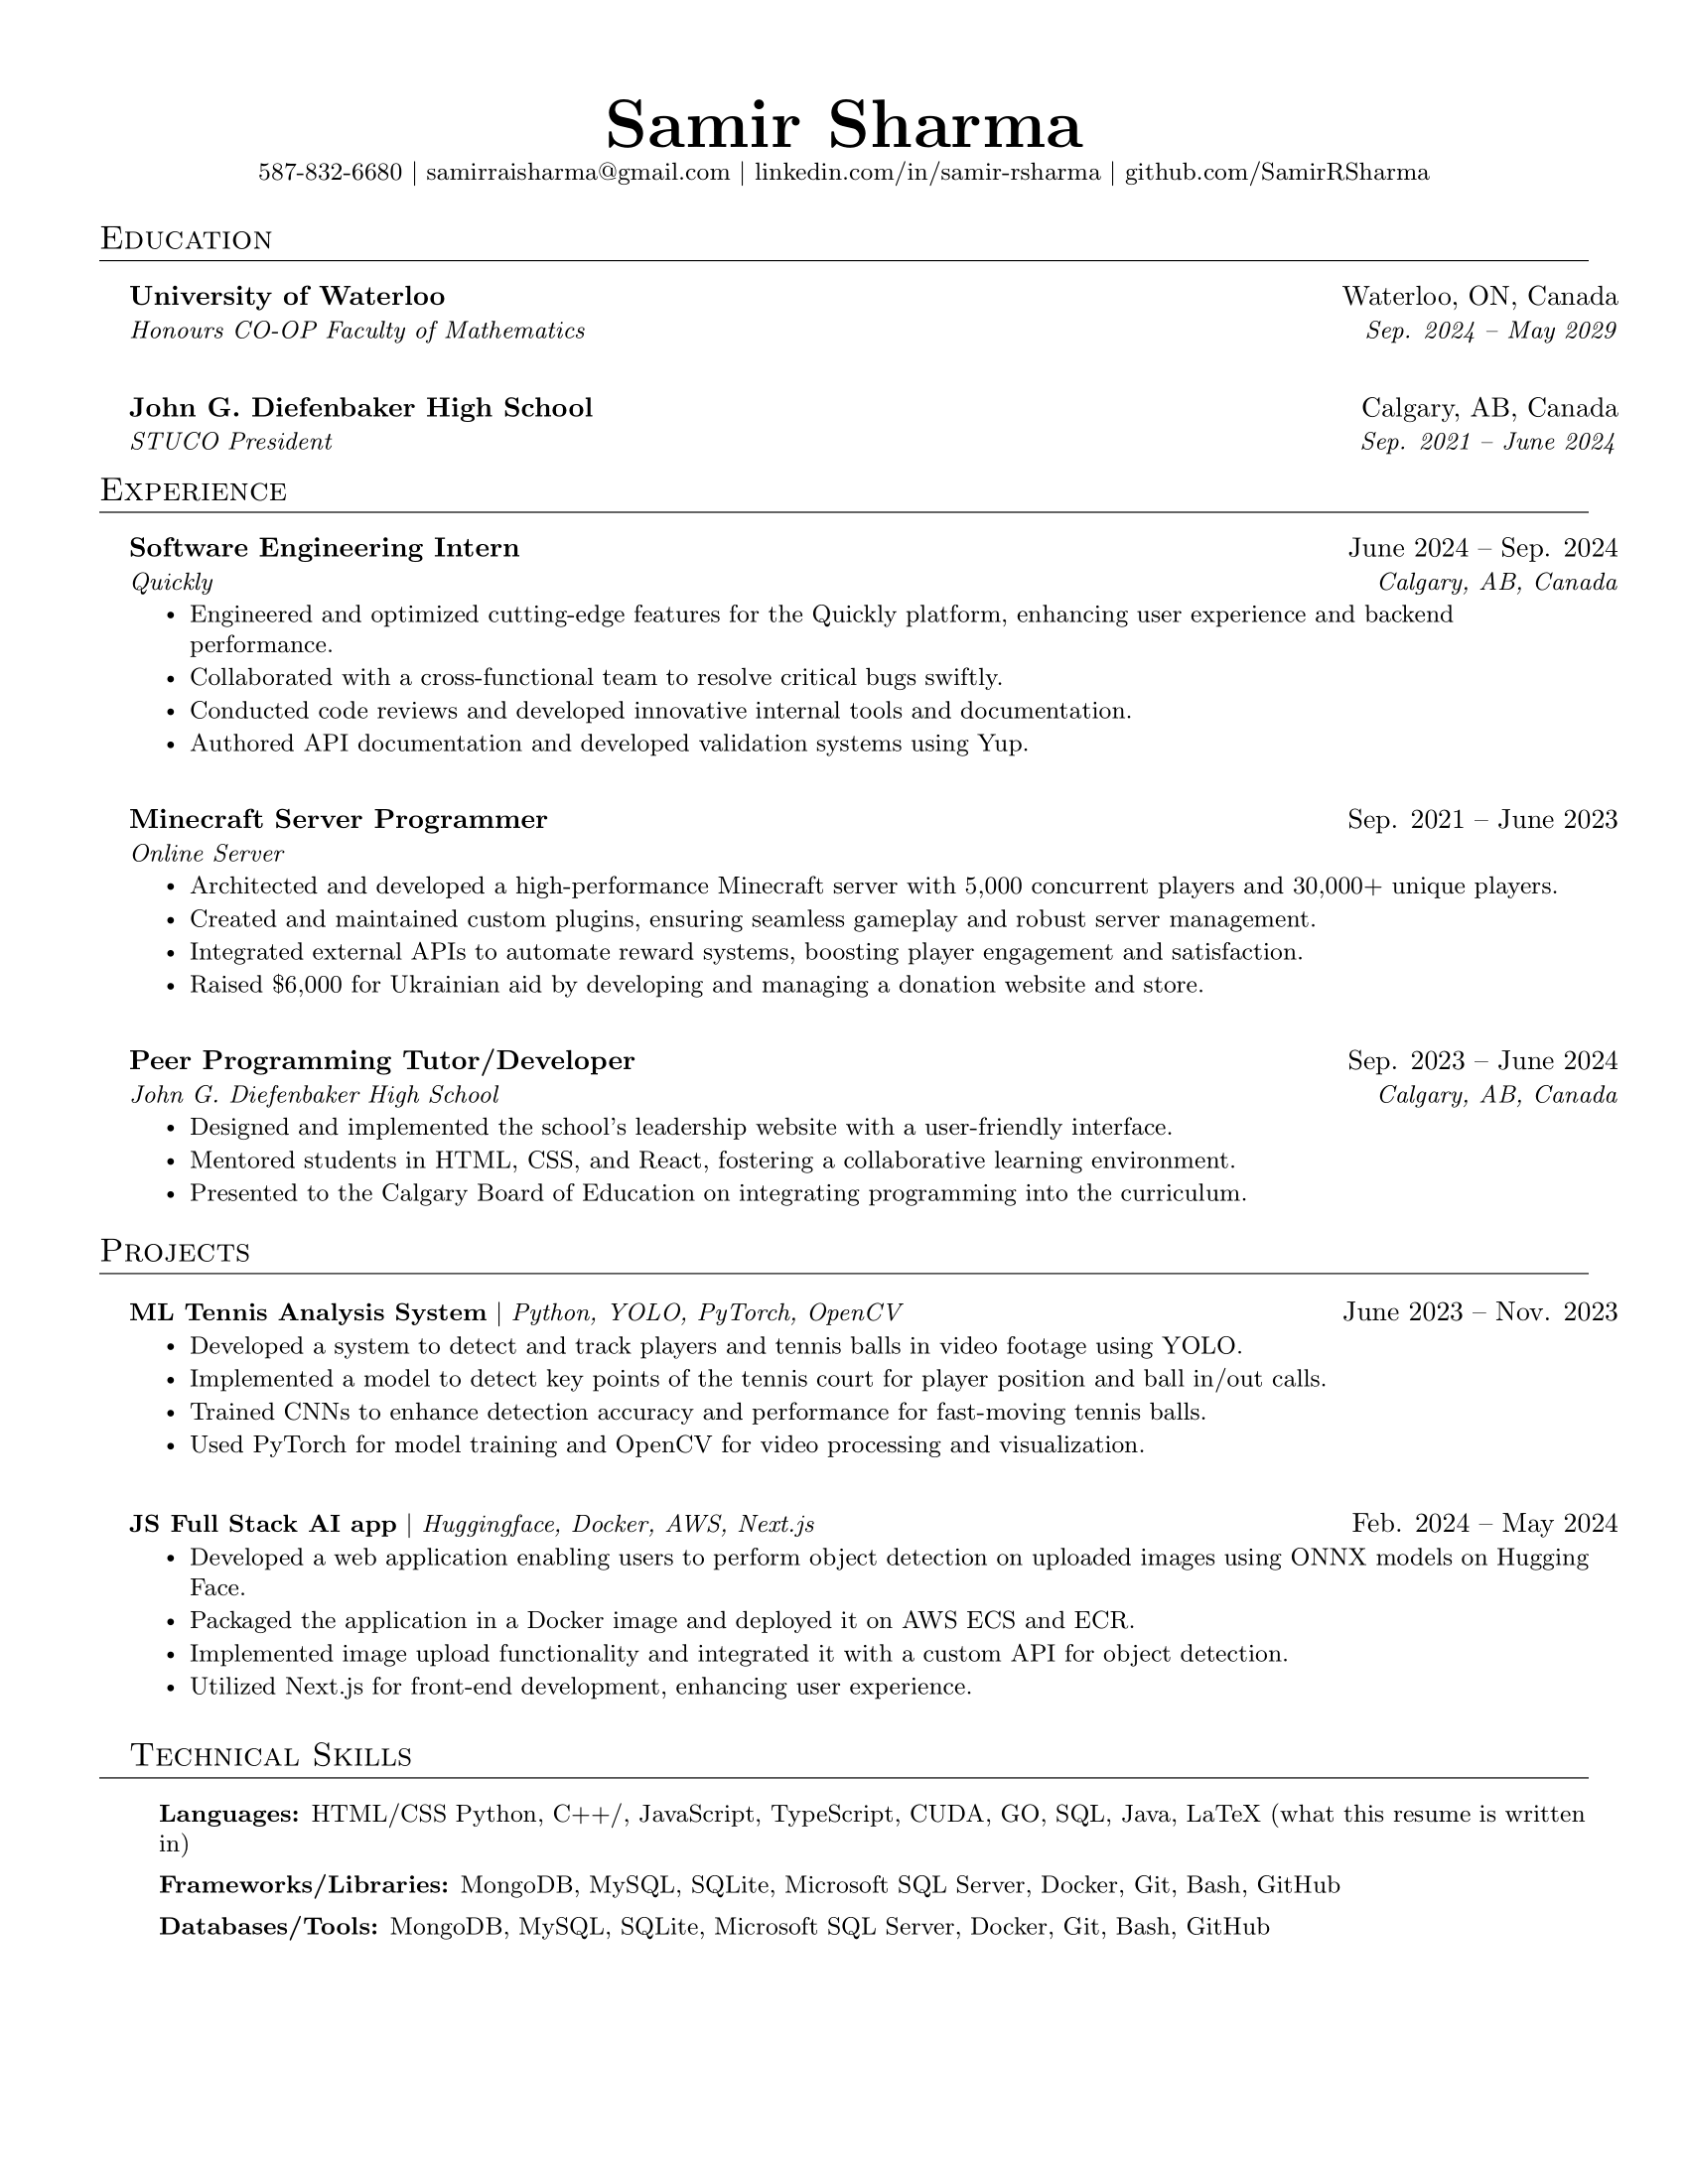 Samir Sharma
587-832-6680 | samirraisharma@gmail.com | linkedin.com/in/samir-rsharma | github.com/SamirRSharma
Education
University of Waterloo Waterloo, ON, Canada
Honours CO-OP Faculty of Mathematics Sep. 2024 – May 2029
John G. Diefenbaker High School Calgary, AB, Canada
STUCO President Sep. 2021 – June 2024
Experience
Software Engineering Intern June 2024 – Sep. 2024
Quickly Calgary, AB, Canada
• Engineered and optimized cutting-edge features for the Quickly platform, enhancing user experience and backend
performance.
• Collaborated with a cross-functional team to resolve critical bugs swiftly.
• Conducted code reviews and developed innovative internal tools and documentation.
• Authored API documentation and developed validation systems using Yup.
Minecraft Server Programmer Sep. 2021 – June 2023
Online Server
• Architected and developed a high-performance Minecraft server with 5,000 concurrent players and 30,000+ unique players.
• Created and maintained custom plugins, ensuring seamless gameplay and robust server management.
• Integrated external APIs to automate reward systems, boosting player engagement and satisfaction.
• Raised $6,000 for Ukrainian aid by developing and managing a donation website and store.
Peer Programming Tutor/Developer Sep. 2023 – June 2024
John G. Diefenbaker High School Calgary, AB, Canada
• Designed and implemented the school's leadership website with a user-friendly interface.
• Mentored students in HTML, CSS, and React, fostering a collaborative learning environment.
• Presented to the Calgary Board of Education on integrating programming into the curriculum.
Projects
ML Tennis Analysis System | Python, YOLO, PyTorch, OpenCV June 2023 – Nov. 2023
• Developed a system to detect and track players and tennis balls in video footage using YOLO.
• Implemented a model to detect key points of the tennis court for player position and ball in/out calls.
• Trained CNNs to enhance detection accuracy and performance for fast-moving tennis balls.
• Used PyTorch for model training and OpenCV for video processing and visualization.
JS Full Stack AI app | Huggingface, Docker, AWS, Next.js Feb. 2024 – May 2024
• Developed a web application enabling users to perform object detection on uploaded images using ONNX models on Hugging
Face.
• Packaged the application in a Docker image and deployed it on AWS ECS and ECR.
• Implemented image upload functionality and integrated it with a custom API for object detection.
• Utilized Next.js for front-end development, enhancing user experience.
Technical Skills
Languages: HTML/CSS Python, C++/, JavaScript, TypeScript, CUDA, GO, SQL, Java, LaTeX (what this resume is written
in)
Frameworks/Libraries: MongoDB, MySQL, SQLite, Microsoft SQL Server, Docker, Git, Bash, GitHub
Databases/Tools: MongoDB, MySQL, SQLite, Microsoft SQL Server, Docker, Git, Bash, GitHub